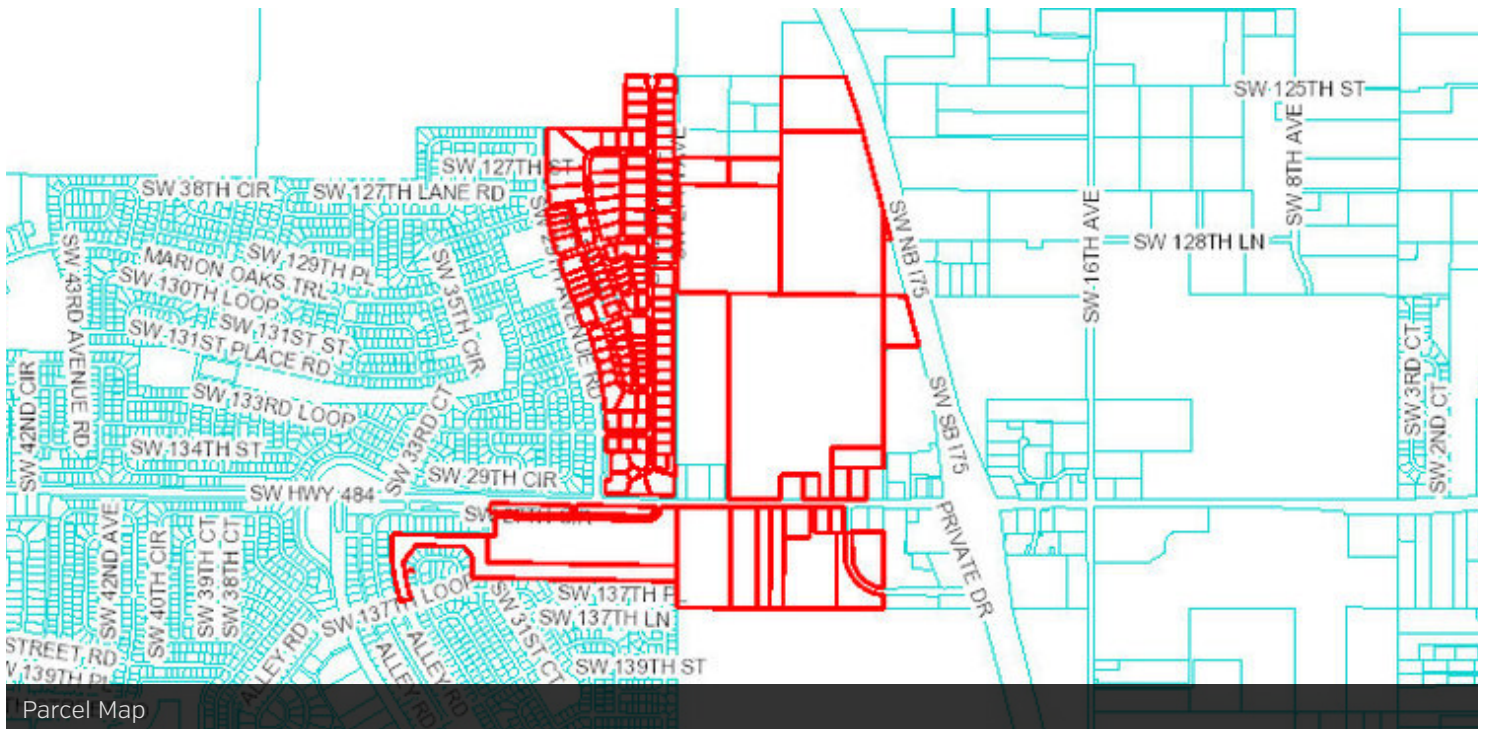 SW 125TH ST
SW 8TH AVE
SW 127TH ST
SW 38TH CIR
SW 127TH LANE RD
SW 16TH AVE
SW NB I75
SW 128TH LN
SW 43RD AVENUE RD
SW 129TH PL
MARION OAKS TRL
SW 130TH LOOP
SW 35TH CIR
SW 131ST ST
SW 131ST PLACE RD
SW 42ND CIR
SW 133RD LOOP
SW 33RD CT
SW SB I75
SW 3RD CT
SW 2ND CT
SW 134TH ST
SW 29TH CIR
SW HWY 484
PRIVATE DR
SW 42ND AVE
SW 40TH CIR
SW 39TH CT
SW 38TH CT
SW 137TH LOOP
SW 31ST CT
SW 137TH LN
SW 139TH ST
STREET RD
ALLEY RD
ALLEY RD
ALLEY RD
Parcel Map